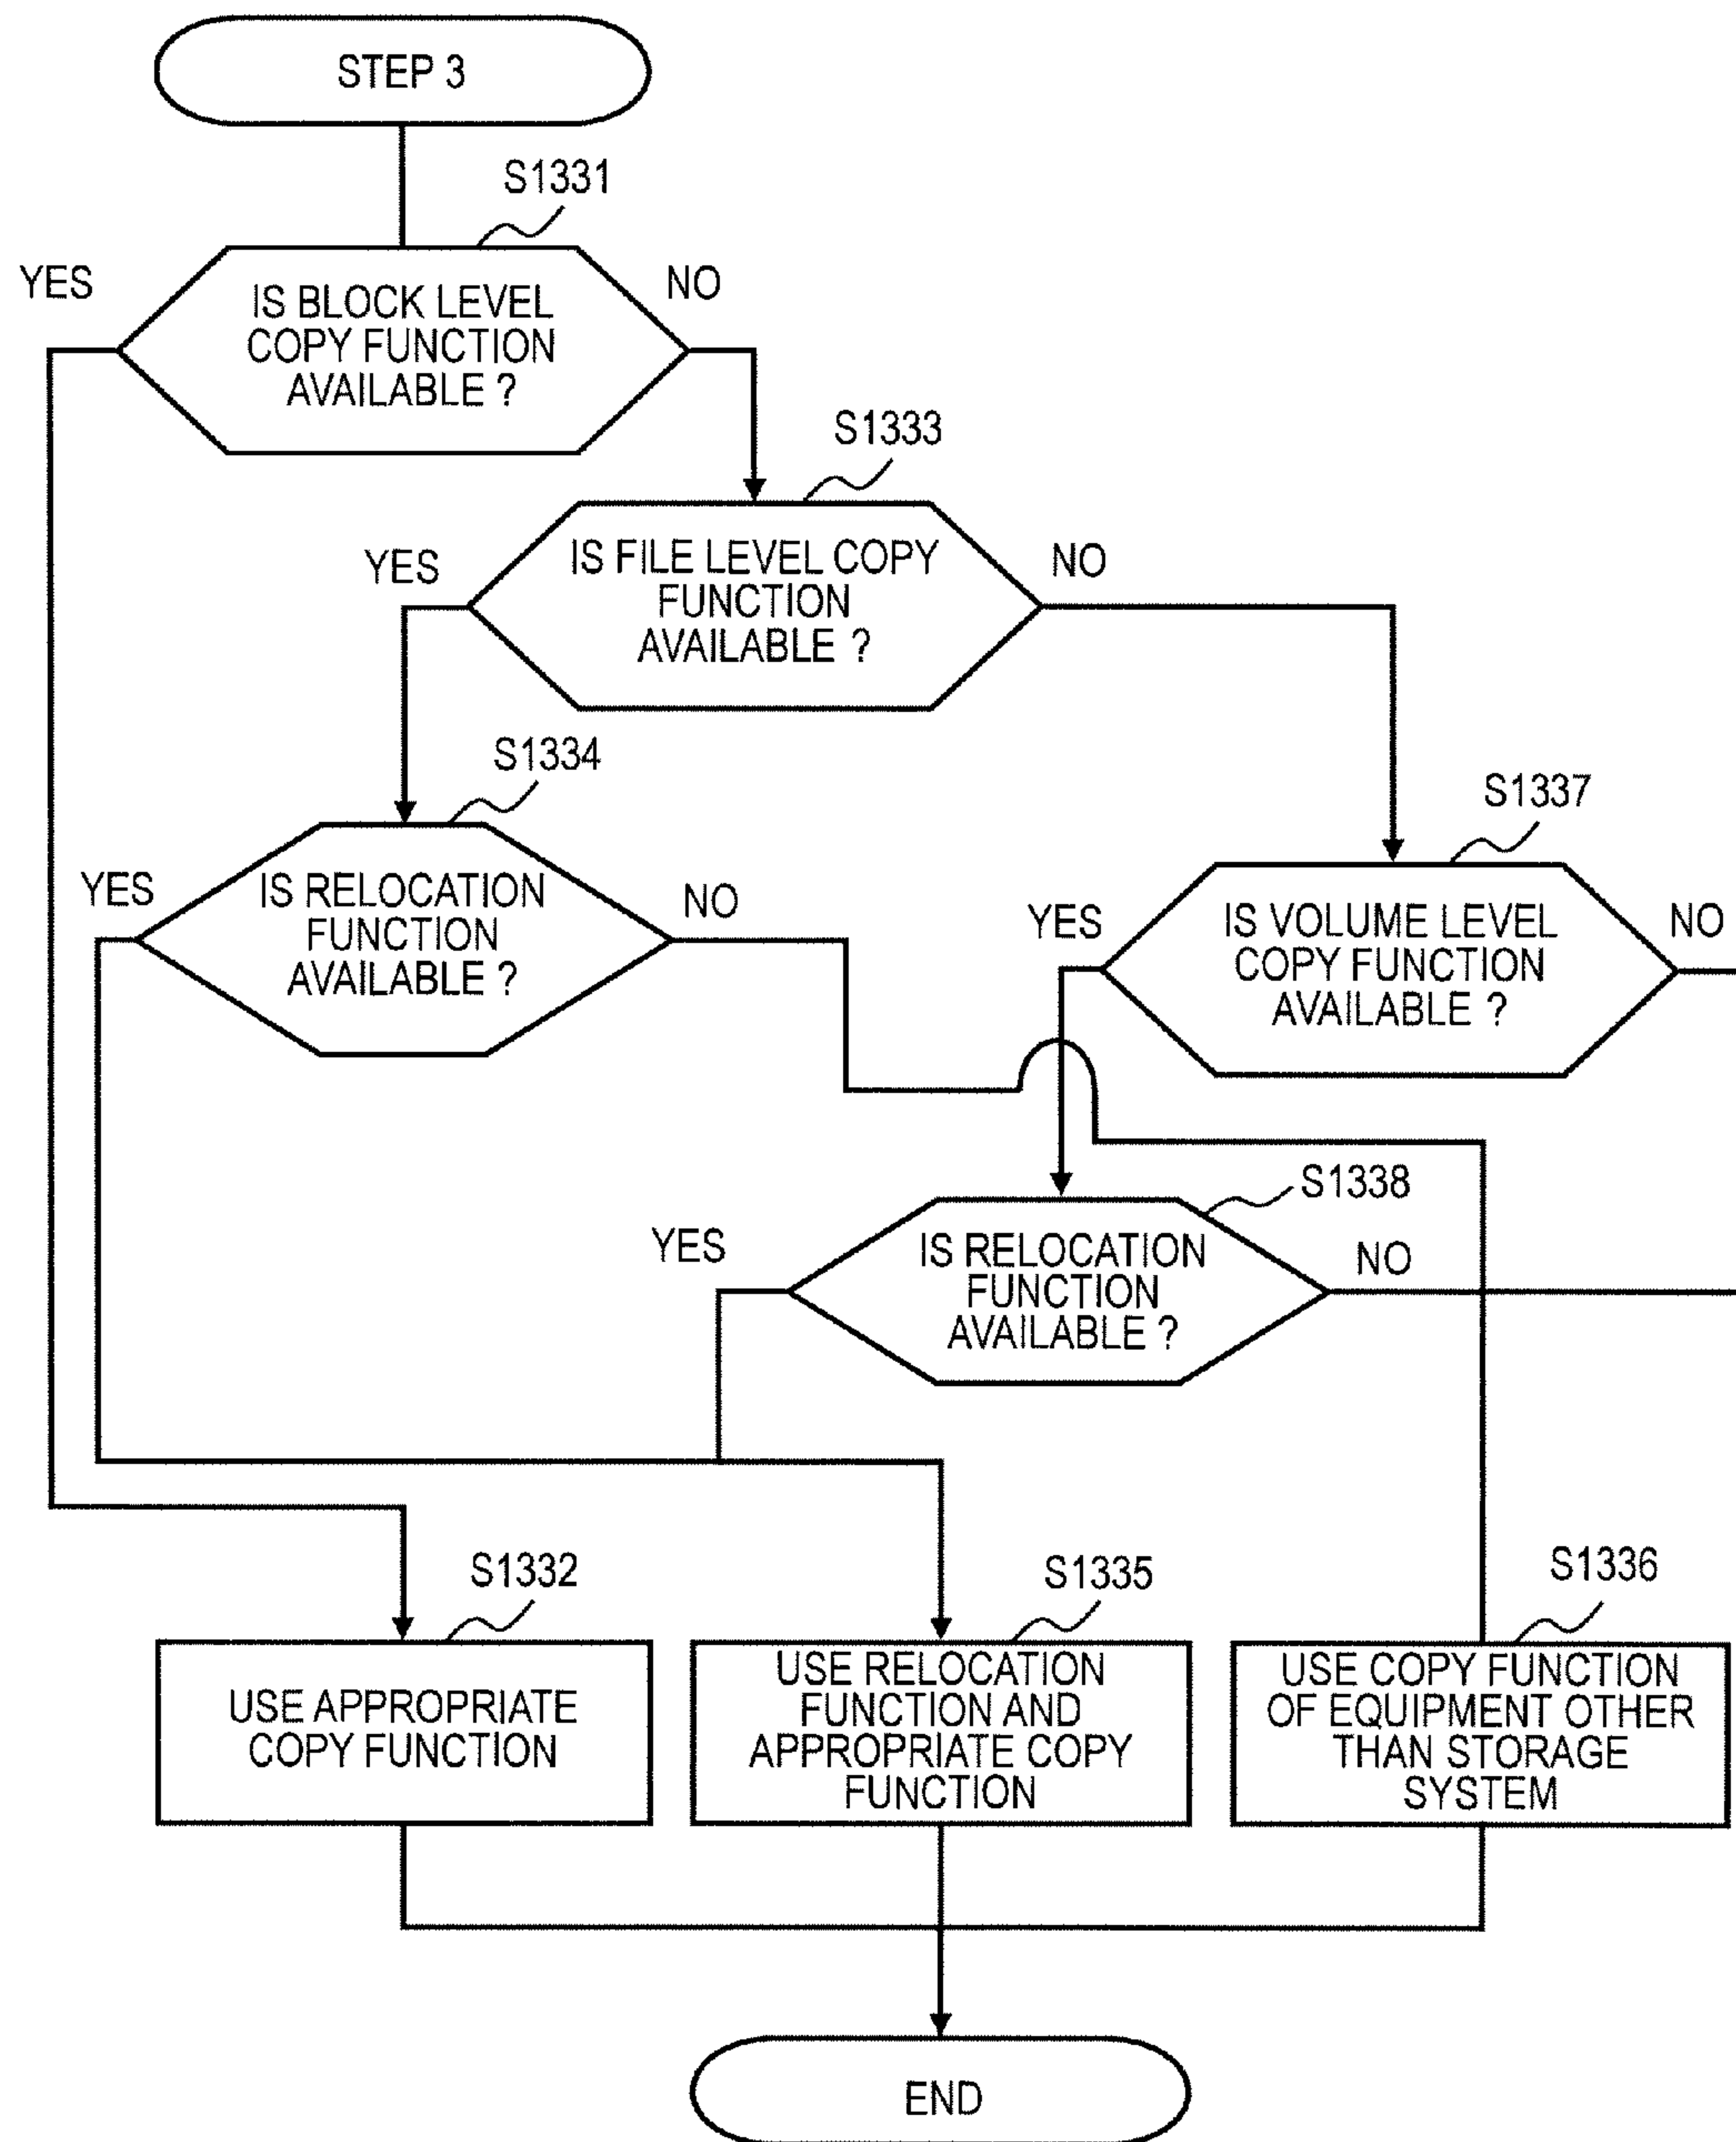 STEP 3
S1331
YES
NO
IS BLOCK LEVEL
COPY FUNCTION
AVAILABLE ?
S1333
YES
NO
IS FILE LEVEL COPY
FUNCTION
AVAILABLE ?
S1334
YES
NO
IS RELOCATION
FUNCTION
AVAILABLE ?
S1337
YES
NO
IS VOLUME LEVEL
COPY FUNCTION
AVAILABLE ?
S1338
YES
NO
IS RELOCATION
FUNCTION
AVAILABLE ?
S1332
USE APPROPRIATE
COPY FUNCTION
S1335
USE RELOCATION
FUNCTION AND
APPROPRIATE COPY
FUNCTION
S1336
USE COPY FUNCTION
OF EQUIPMENT OTHER
THAN STORAGE
SYSTEM
END